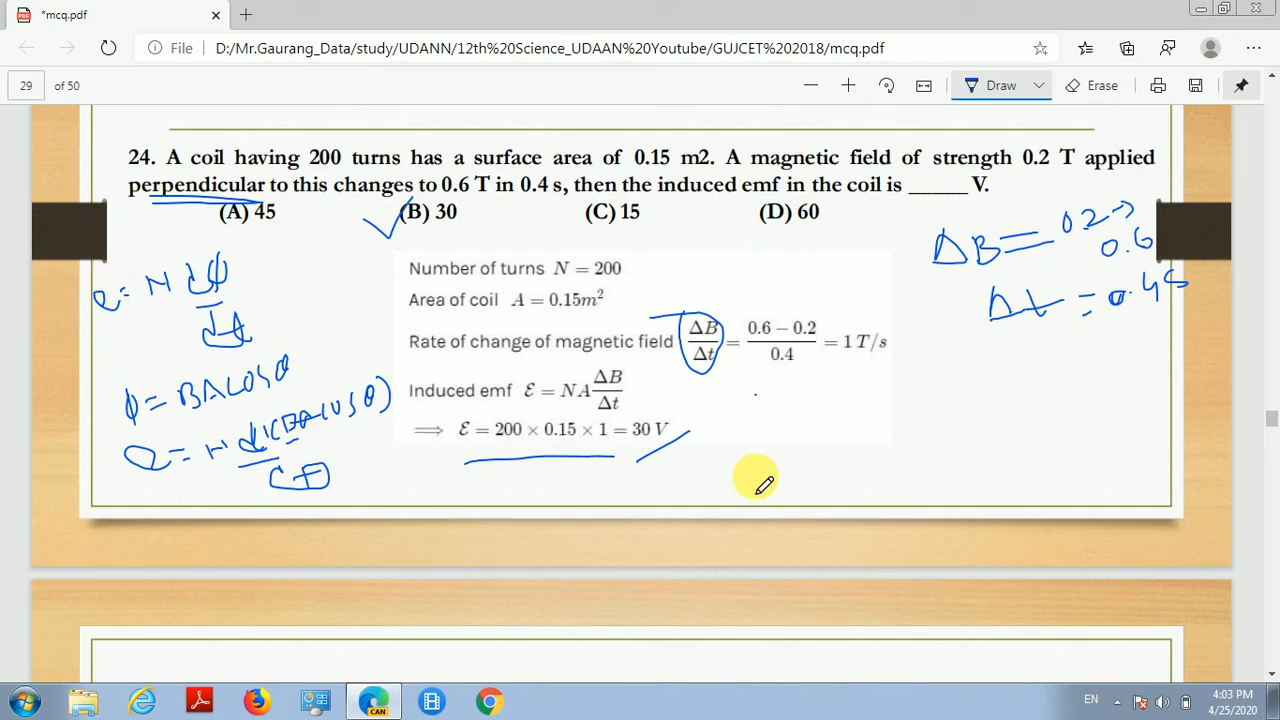 *mcq.pdf
File
D:/Mr.Gaurang_Data/study/UDANN/12th%20Science_UDAAN%20Youtube/GUJCET%202018/mcq.pdf
29 of 50
Draw
Erase
24. A coil having 200 turns has a surface area of 0.15 m2. A magnetic field of strength 0.2 T applied
perpendicular to this changes to 0.6 T in 0.4 s, then the induced emf in the coil is _____ V.
(A) 45 (B) 30 (C) 15 (D) 60
Number of turns N = 200
Area of coil A = 0.15m²
Rate of change of magnetic field ΔB/Δt = 0.6 − 0.2/0.4 = 1 T/s
Induced emf ℰ = NA ΔB/Δt
⟹ ℰ = 200 × 0.15 × 1 = 30 V
e = N dϕ/dt
ϕ = BA cos θ
ΔB = 0.2 →
0.6
Δt = 0.4 s
EN
CAN
4:03 PM
4/25/2020